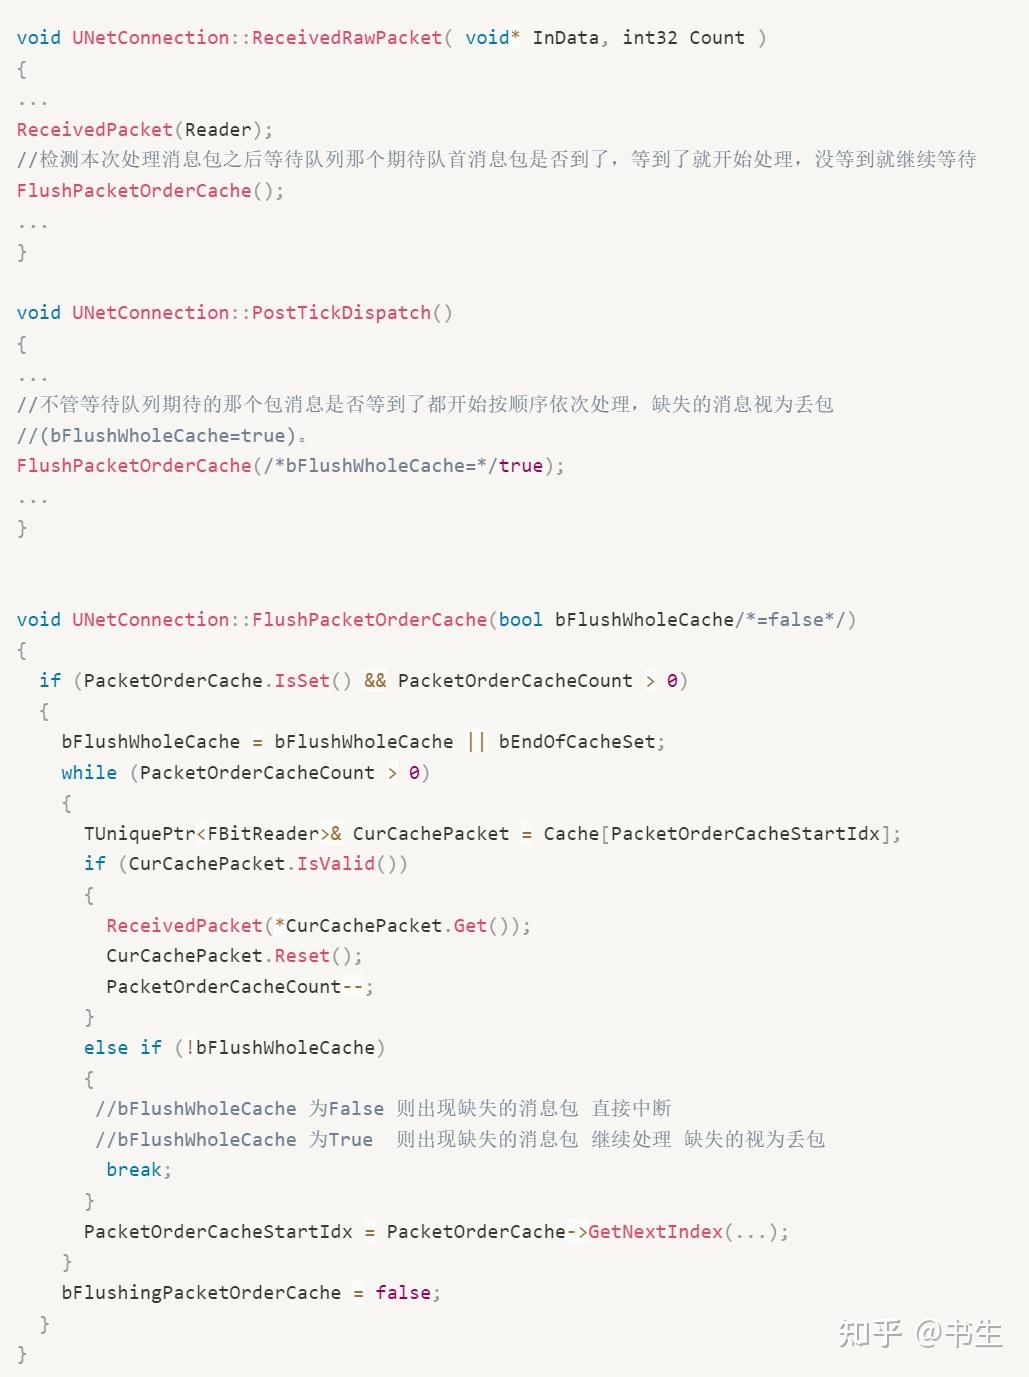 void UNetConnection::ReceivedRawPacket( void* InData, int32 Count )
{
...
ReceivedPacket(Reader);
//检测本次处理消息包之后等待队列那个期待队首消息包是否到了，等到了就开始处理，没等到就继续等待
FlushPacketOrderCache();
...
}
void UNetConnection::PostTickDispatch()
{
...
//不管等待队列期待的那个包消息是否等到了都开始按顺序依次处理，缺失的消息视为丢包
//(bFlushWholeCache=true)。
FlushPacketOrderCache(/*bFlushWholeCache=*/true);
...
}
void UNetConnection::FlushPacketOrderCache(bool bFlushWholeCache/*=false*/)
{
if (PacketOrderCache.IsSet() && PacketOrderCacheCount > 0)
{
bFlushWholeCache = bFlushWholeCache || bEndOfCacheSet;
while (PacketOrderCacheCount > 0)
{
TUniquePtr<FBitReader>& CurCachePacket = Cache[PacketOrderCacheStartIdx];
if (CurCachePacket.IsValid())
{
ReceivedPacket(*CurCachePacket.Get());
CurCachePacket.Reset();
PacketOrderCacheCount--;
}
else if (!bFlushWholeCache)
{
//bFlushWholeCache 为False 则出现缺失的消息包 直接中断
//bFlushWholeCache 为True  则出现缺失的消息包 继续处理 缺失的视为丢包
break;
}
PacketOrderCacheStartIdx = PacketOrderCache->GetNextIndex(...);
}
bFlushingPacketOrderCache = false;
}
}
知乎 @书生